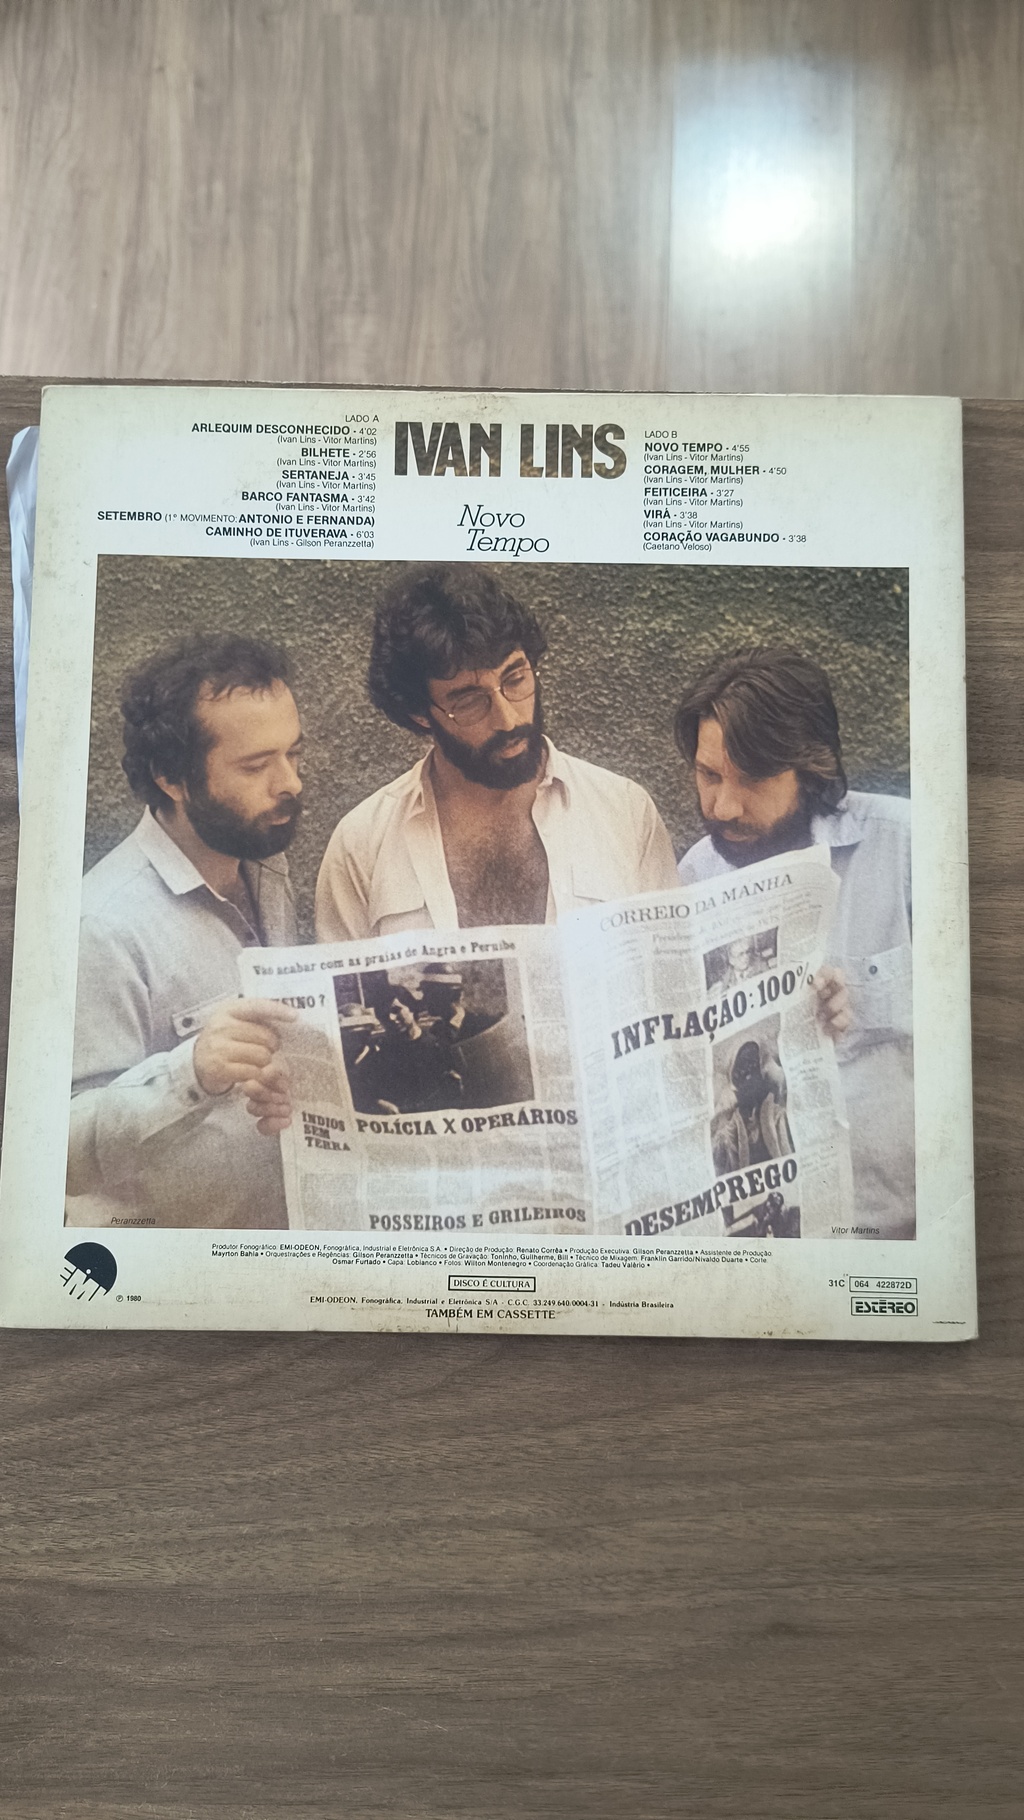 LADO A
ARLEQUIM DESCONHECIDO - 4'02
(Ivan Lins - Vitor Martins)
BILHETE - 2'56
(Ivan Lins - Vitor Martins)
SERTANEJA - 3'45
(Ivan Lins - Vitor Martins)
BARCO FANTASMA - 3'42
(Ivan Lins - Vitor Martins)
SETEMBRO (1º MOVIMENTO: ANTONIO E FERNANDA)
CAMINHO DE ITUVERAVA - 6'03
(Ivan Lins - Gilson Peranzzetta)
IVAN LINS
Novo
Tempo
LADO B
NOVO TEMPO - 4'55
(Ivan Lins - Vitor Martins)
CORAGEM, MULHER - 4'50
(Ivan Lins - Vitor Martins)
FEITICEIRA - 3'27
(Ivan Lins - Vitor Martins)
VIRÁ - 3'38
(Ivan Lins - Vitor Martins)
CORAÇÃO VAGABUNDO - 3'38
(Caetano Veloso)
Vão acabar com as praias de Angra e Peruíbe
SINO?
ÍNDIOS
SEM
TERRA
POLÍCIA X OPERÁRIOS
POSSEIROS E GRILEIROS
CORREIO DA MANHA
INFLAÇÃO: 100%
DESEMPREGO
Peranzzetta
Vitor Martins
Produtor Fonográfico: EMI-ODEON, Fonográfica, Industrial e Eletrônica S.A. • Direção de Produção: Renato Corrêa • Produção Executiva: Gilson Peranzzetta • Assistente de Produção:
Mayrton Bahia • Orquestrações e Regências: Gilson Peranzzetta • Técnicos de Gravação: Toninho, Guilherme, Bill • Técnico de Mixagem: Franklin Garrido/Nivaldo Duarte • Corte:
Osmar Furtado • Capa: Lobianco • Fotos: Wilton Montenegro • Coordenação Gráfica: Tadeu Valério •
EMI
℗ 1980
DISCO É CULTURA
EMI-ODEON, Fonográfica, Industrial e Eletrônica S/A - C.G.C. 33.249.640/0004-31 - Indústria Brasileira
TAMBÉM EM CASSETTE
31C 064 422872D
ESTÉREO